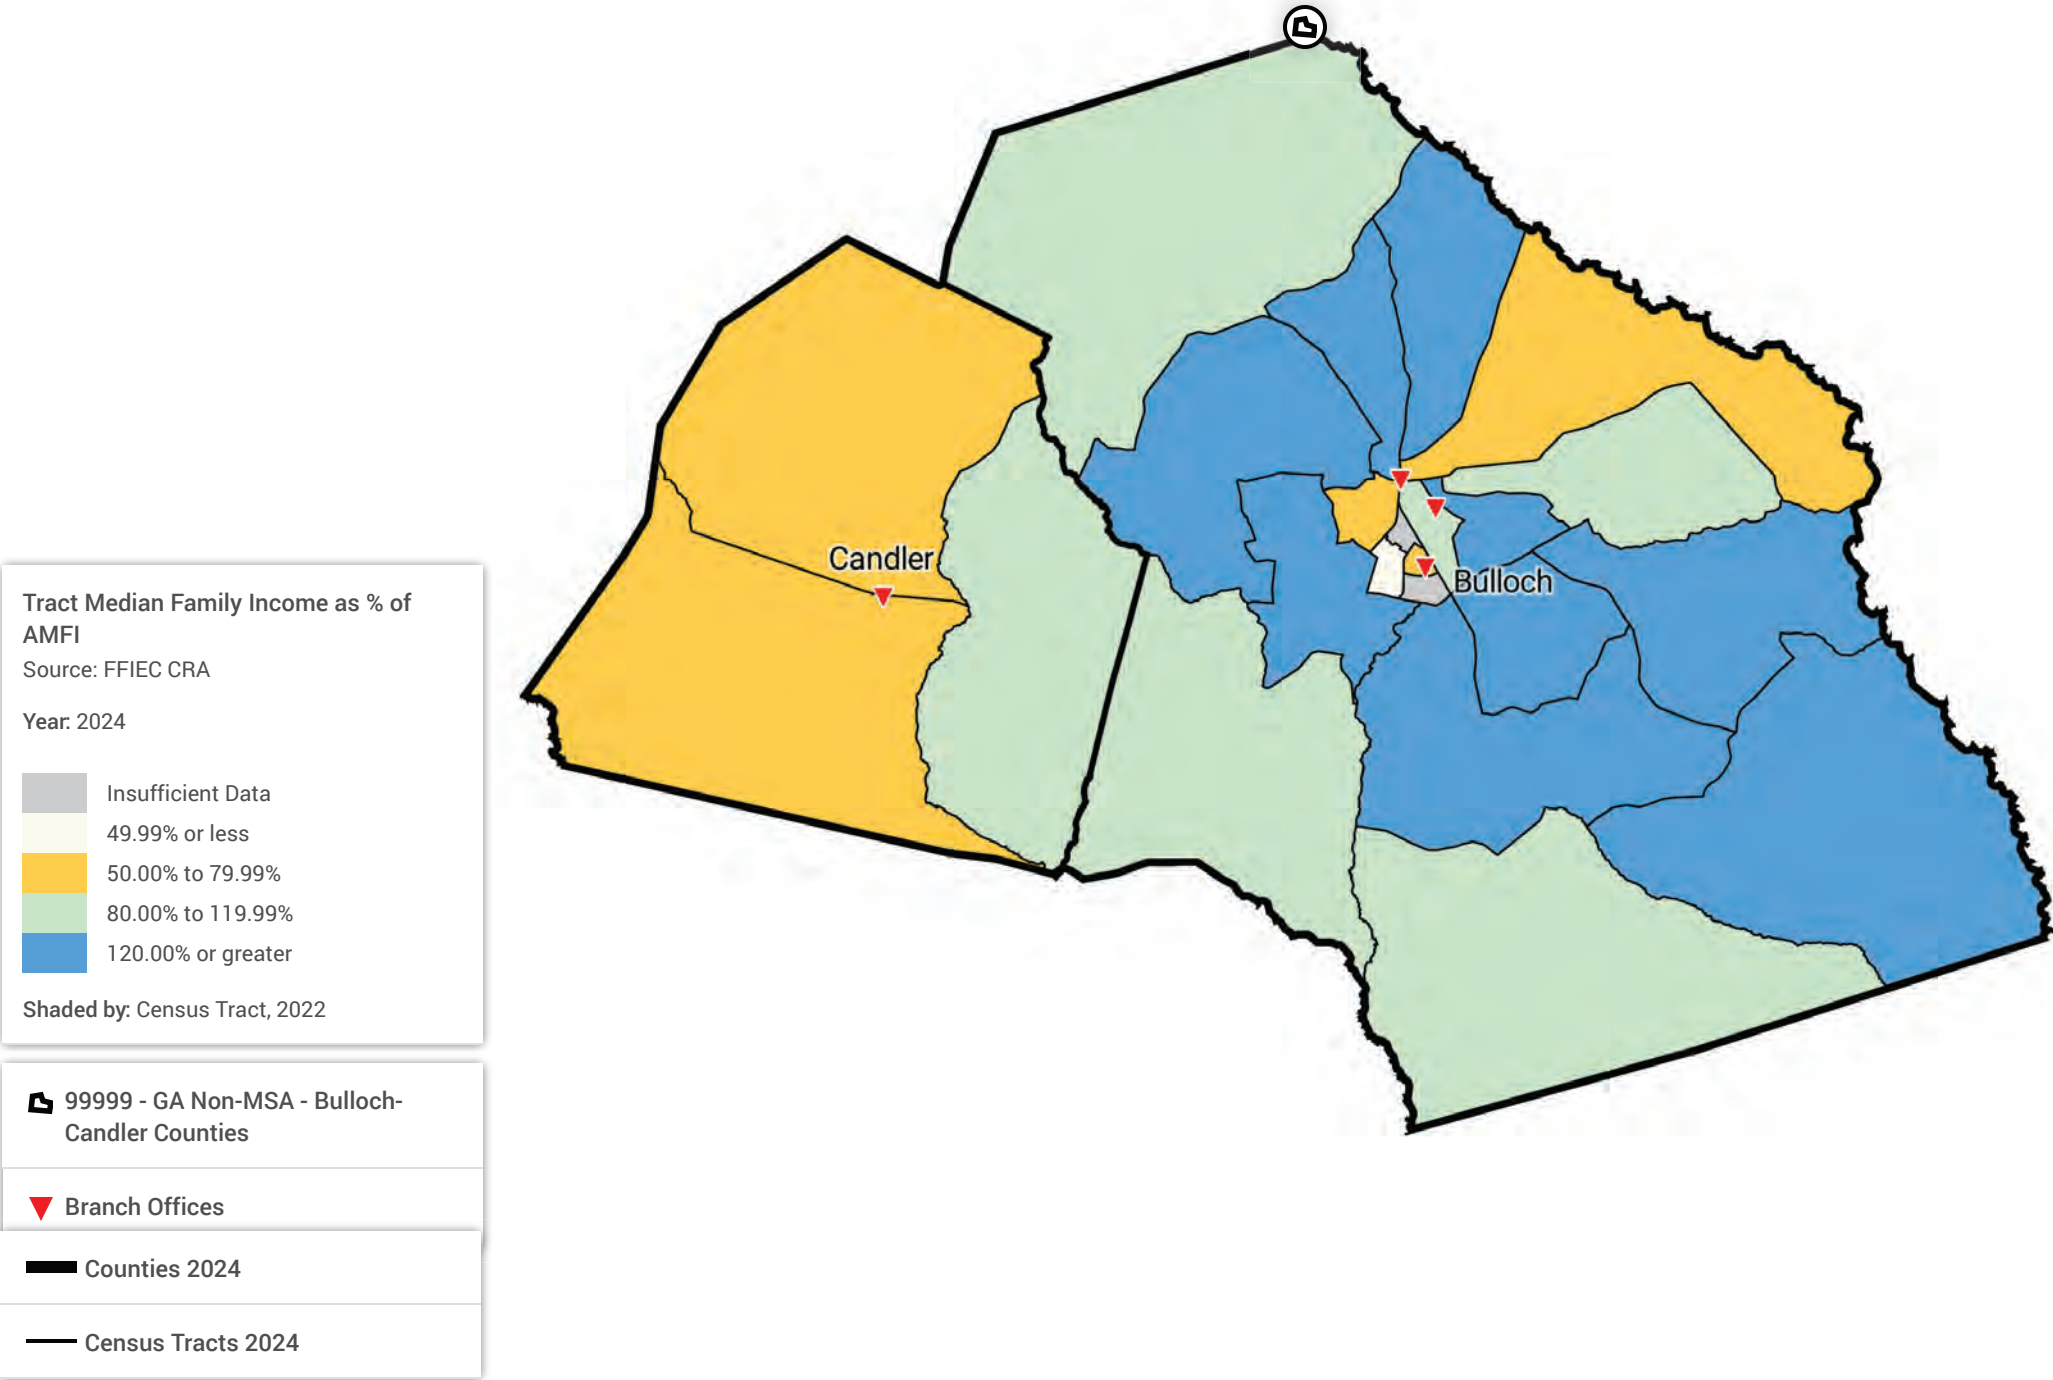 Candler
Bulloch
Tract Median Family Income as % of
AMFI
Source: FFIEC CRA
Year: 2024
Insufficient Data
49.99% or less
50.00% to 79.99%
80.00% to 119.99%
120.00% or greater
Shaded by: Census Tract, 2022
99999 - GA Non-MSA - Bulloch-
Candler Counties
Branch Offices
Counties 2024
Census Tracts 2024